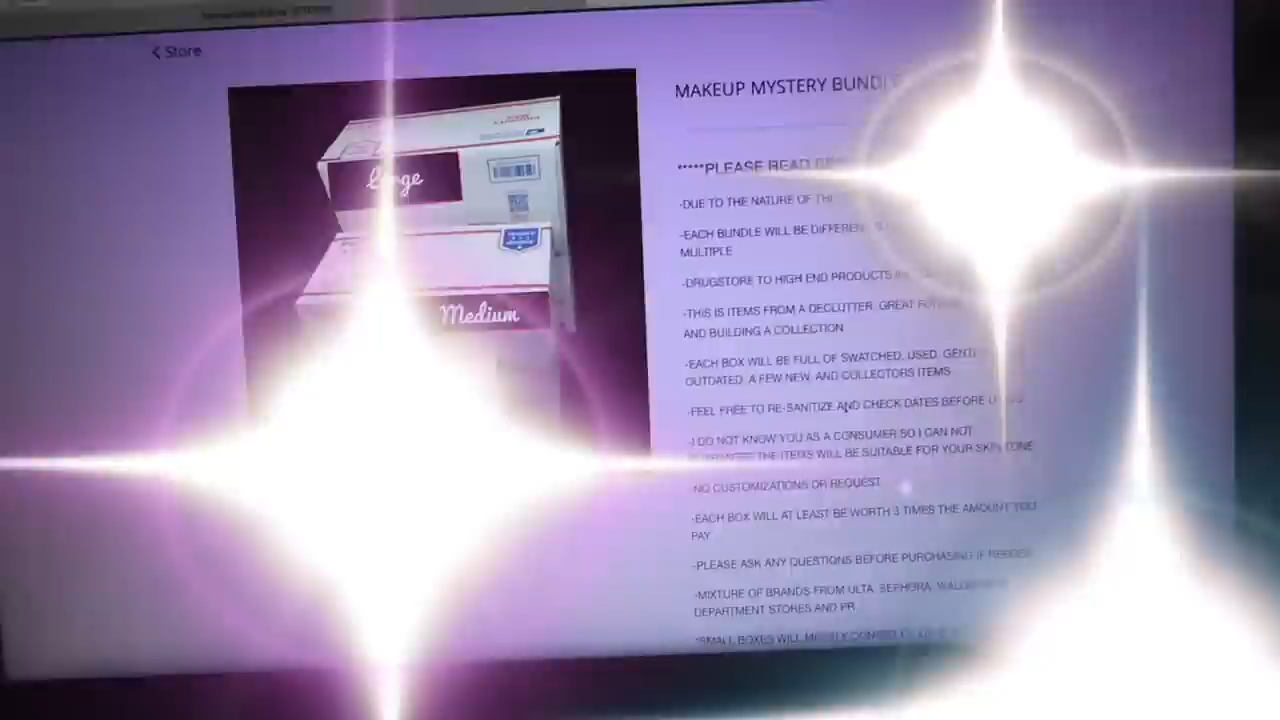 Store
Large
Medium
MAKEUP MYSTERY BUNDLE
*****PLEASE READ
-DUE TO THE NATURE OF
-EACH BUNDLE WILL BE DIFFERENT
MULTIPLE
-DRUGSTORE TO HIGH END PRODUCTS
-THIS IS ITEMS FROM A DECLUTTER. GREAT
AND BUILDING A COLLECTION
-EACH BOX WILL BE FULL OF SWATCHED, USED,
OUTDATED, A FEW NEW, AND COLLECTORS ITEMS
-FEEL FREE TO RE-SANITIZE AND CHECK DATES BEFORE
-I DO NOT KNOW YOU AS A CONSUMER SO I CAN NOT
THE ITEMS WILL BE SUITABLE FOR YOUR SKIN TONE
NO CUSTOMIZATIONS OR REQUEST
-EACH BOX WILL AT LEAST BE WORTH 3 TIMES THE AMOUNT YOU
PAY
-PLEASE ASK ANY QUESTIONS BEFORE PURCHASING IF NEEDED
-MIXTURE OF BRANDS FROM ULTA, SEPHORA,
DEPARTMENT STORES AND PR
*SMALL BOXES WILL MOSTLY